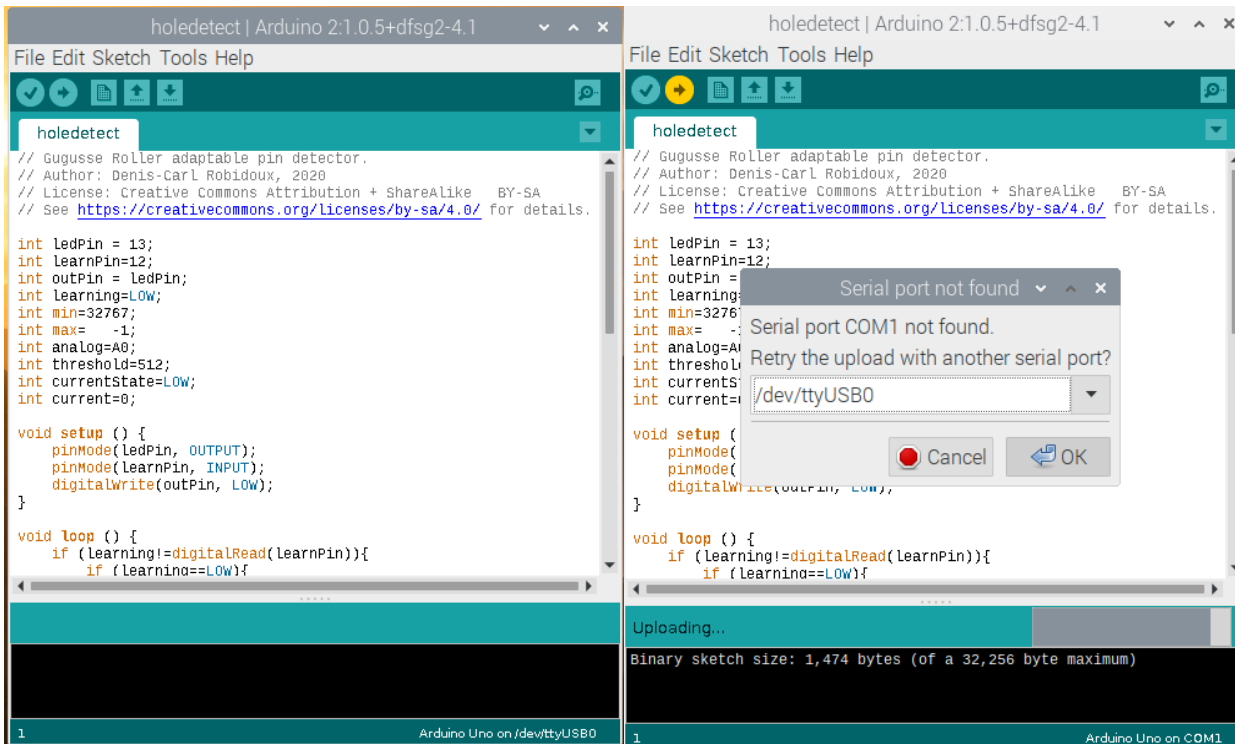 holedetect | Arduino 2:1.0.5+dfsg2-4.1
File Edit Sketch Tools Help
holedetect
// Gugusse Roller adaptable pin detector.
// Author: Denis-Carl Robidoux, 2020
// License: Creative Commons Attribution + ShareAlike   BY-SA
// See https://creativecommons.org/licenses/by-sa/4.0/ for details.
int ledPin = 13;
int learnPin=12;
int outPin = ledPin;
int learning=LOW;
int min=32767;
int max=   -1;
int analog=A0;
int threshold=512;
int currentState=LOW;
int current=0;
void setup () {
    pinMode(ledPin, OUTPUT);
    pinMode(learnPin, INPUT);
    digitalWrite(outPin, LOW);
}
void loop () {
    if (learning!=digitalRead(learnPin)){
        if (learning==LOW){
1
Arduino Uno on /dev/ttyUSB0
holedetect | Arduino 2:1.0.5+dfsg2-4.1
File Edit Sketch Tools Help
holedetect
// Gugusse Roller adaptable pin detector.
// Author: Denis-Carl Robidoux, 2020
// License: Creative Commons Attribution + ShareAlike   BY-SA
// See https://creativecommons.org/licenses/by-sa/4.0/ for details.
int ledPin = 13;
int learnPin=12;
int outPin =
int learning
int min=3276
int max=   -
int analog=A
int threshol
int currentS
int current=
void setup (
    pinMode(
    pinMode(
    digitalWrite(outPin, LOW);
}
void loop () {
    if (learning!=digitalRead(learnPin)){
        if (learning==LOW){
Serial port not found
Serial port COM1 not found.
Retry the upload with another serial port?
/dev/ttyUSB0
Cancel
OK
Uploading...
Binary sketch size: 1,474 bytes (of a 32,256 byte maximum)
1
Arduino Uno on COM1